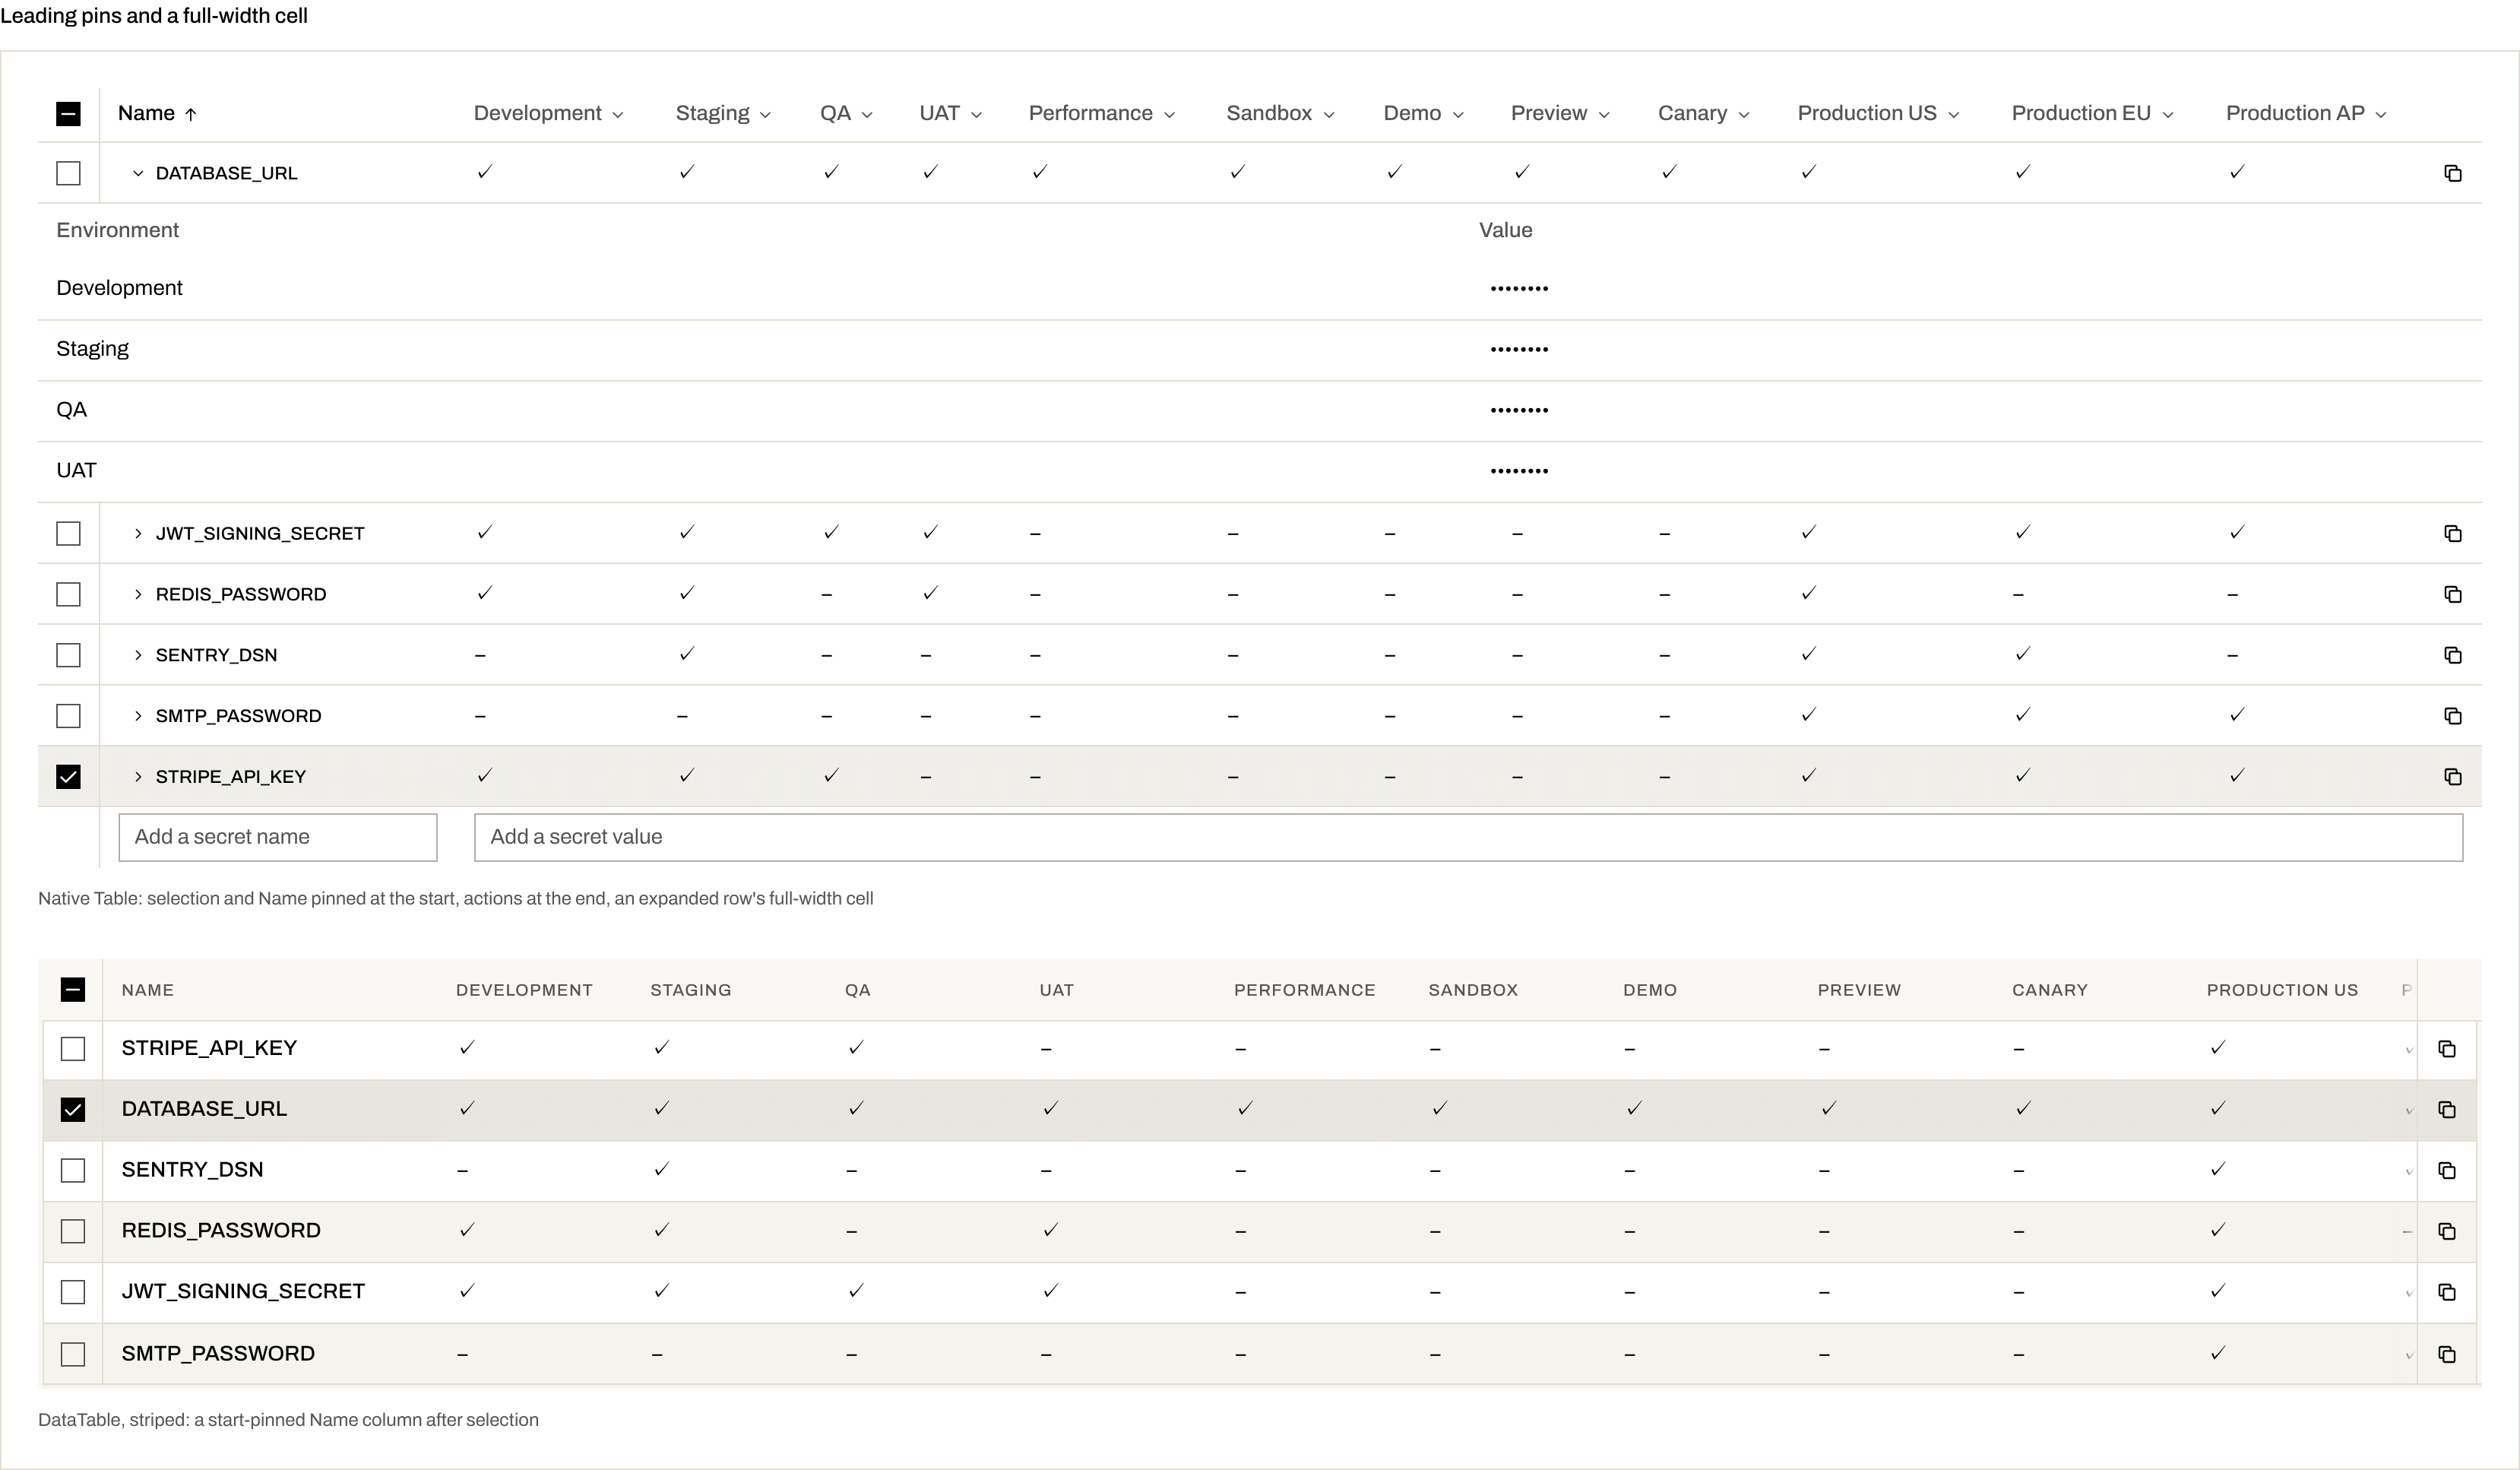 Leading pins and a full-width cell
Name ↑ Development Staging QA UAT Performance Sandbox Demo Preview Canary Production US Production EU Production AP
DATABASE_URL ✓ ✓ ✓ ✓ ✓ ✓ ✓ ✓ ✓ ✓ ✓ ✓
Environment Value
Development ••••••••
Staging ••••••••
QA ••••••••
UAT ••••••••
JWT_SIGNING_SECRET ✓ ✓ ✓ ✓ – – – – – ✓ ✓ ✓
REDIS_PASSWORD ✓ ✓ – ✓ – – – – – ✓ – –
SENTRY_DSN – ✓ – – – – – – – ✓ ✓ –
SMTP_PASSWORD – – – – – – – – – ✓ ✓ ✓
STRIPE_API_KEY ✓ ✓ ✓ – – – – – – ✓ ✓ ✓
Add a secret name Add a secret value
Native Table: selection and Name pinned at the start, actions at the end, an expanded row's full-width cell
NAME DEVELOPMENT STAGING QA UAT PERFORMANCE SANDBOX DEMO PREVIEW CANARY PRODUCTION US P
STRIPE_API_KEY ✓ ✓ ✓ – – – – – – ✓ ✓
DATABASE_URL ✓ ✓ ✓ ✓ ✓ ✓ ✓ ✓ ✓ ✓ ✓
SENTRY_DSN – ✓ – – – – – – – ✓ ✓
REDIS_PASSWORD ✓ ✓ – ✓ – – – – – ✓ –
JWT_SIGNING_SECRET ✓ ✓ ✓ ✓ – – – – – ✓ ✓
SMTP_PASSWORD – – – – – – – – – ✓ ✓
DataTable, striped: a start-pinned Name column after selection